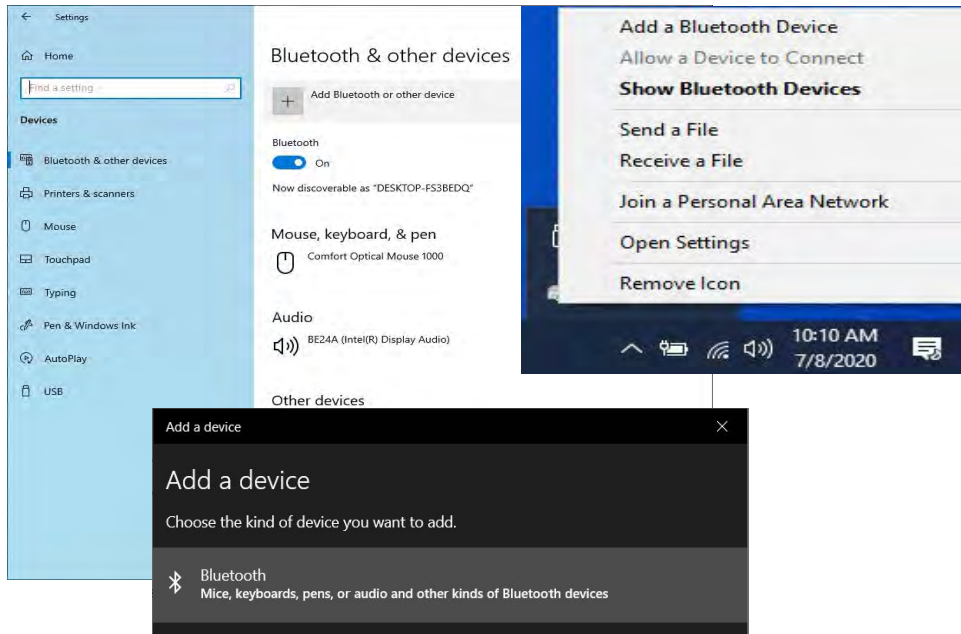 Settings
Home
Find a setting
Devices
Bluetooth & other devices
Printers & scanners
Mouse
Touchpad
Typing
Pen & Windows Ink
AutoPlay
USB
Bluetooth & other devices
Add Bluetooth or other device
Bluetooth
On
Now discoverable as "DESKTOP-FS3BEDQ"
Mouse, keyboard, & pen
Comfort Optical Mouse 1000
Audio
BE24A (Intel(R) Display Audio)
Other devices
Add a Bluetooth Device
Allow a Device to Connect
Show Bluetooth Devices
Send a File
Receive a File
Join a Personal Area Network
Open Settings
Remove Icon
10:10 AM
7/8/2020
Add a device
Add a device
Choose the kind of device you want to add.
Bluetooth
Mice, keyboards, pens, or audio and other kinds of Bluetooth devices